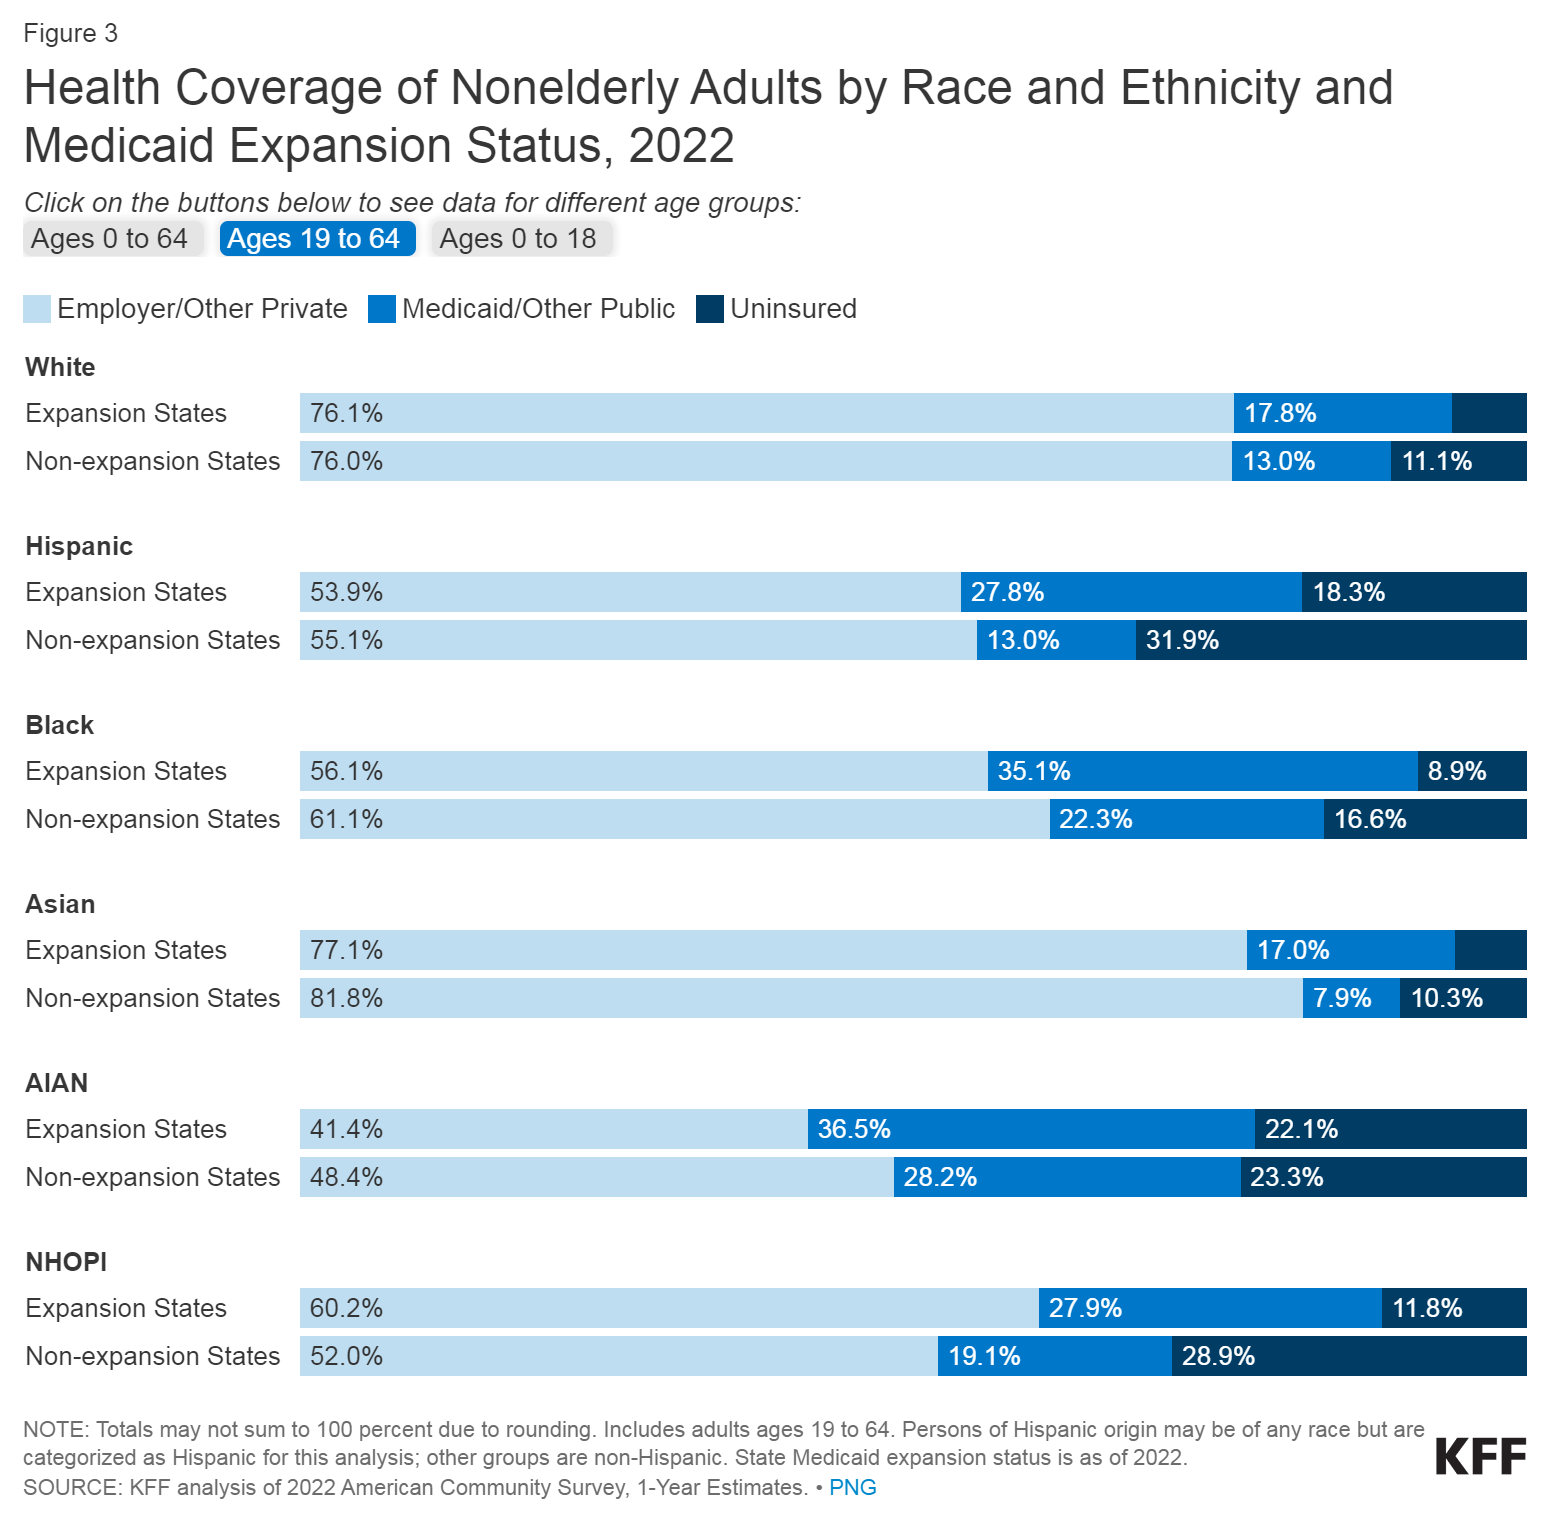 Figure 3
Health Coverage of Nonelderly Adults by Race and Ethnicity and
Medicaid Expansion Status, 2022
Click on the buttons below to see data for different age groups:
Ages 0 to 64 Ages 19 to 64 Ages 0 to 18
Employer/Other Private Medicaid/Other Public Uninsured
White
Expansion States 76.1% 17.8%
Non-expansion States 76.0% 13.0% 11.1%
Hispanic
Expansion States 53.9% 27.8% 18.3%
Non-expansion States 55.1% 13.0% 31.9%
Black
Expansion States 56.1% 35.1% 8.9%
Non-expansion States 61.1% 22.3% 16.6%
Asian
Expansion States 77.1% 17.0%
Non-expansion States 81.8% 7.9% 10.3%
AIAN
Expansion States 41.4% 36.5% 22.1%
Non-expansion States 48.4% 28.2% 23.3%
NHOPI
Expansion States 60.2% 27.9% 11.8%
Non-expansion States 52.0% 19.1% 28.9%
NOTE: Totals may not sum to 100 percent due to rounding. Includes adults ages 19 to 64. Persons of Hispanic origin may be of any race but are
categorized as Hispanic for this analysis; other groups are non-Hispanic. State Medicaid expansion status is as of 2022.
SOURCE: KFF analysis of 2022 American Community Survey, 1-Year Estimates. • PNG
KFF